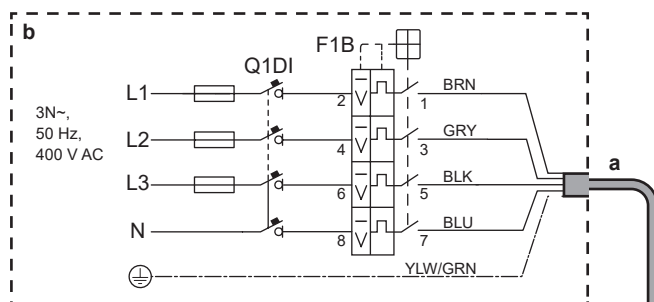 b
F1B
Q1DI
L1
2
1
BRN
3N~,
50 Hz,
400 V AC
L2
4
3
GRY
L3
6
5
BLK
a
N
8
7
BLU
YLW/GRN